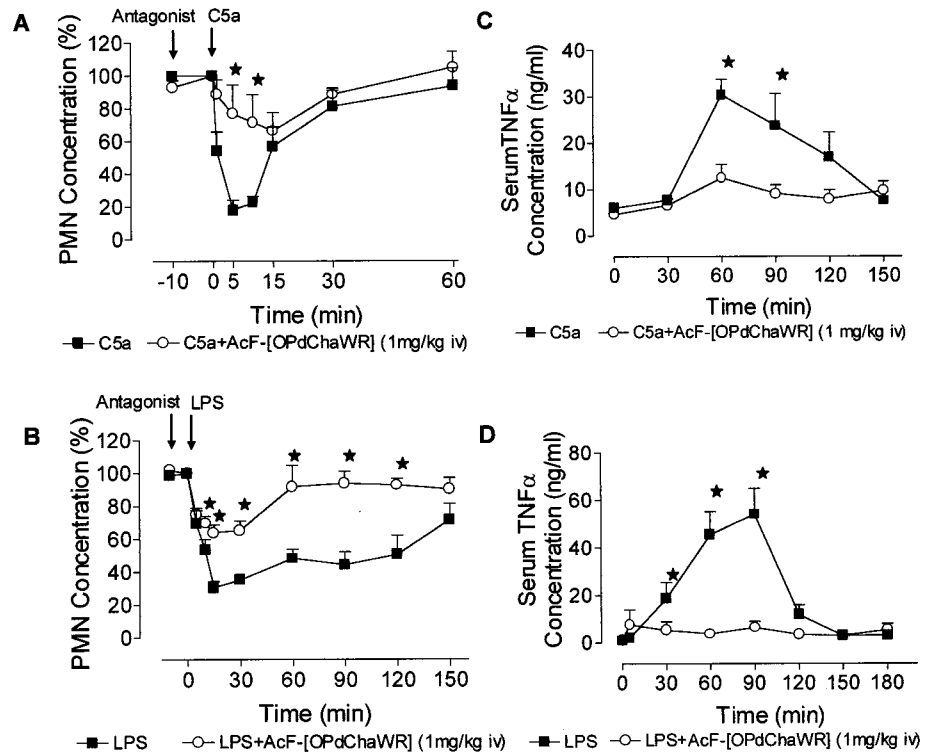 A
Antagonist C5a
PMN Concentration (%)
120
100
80
60
40
20
0
-10 0 5 15 30 60
Time (min)
C5a C5a+AcF-[OPdChaWR] (1mg/kg iv)
C
SerumTNFα
Concentration (ng/ml)
40
30
20
10
0
0 30 60 90 120 150
Time (min)
C5a C5a+AcF-[OPdChaWR] (1 mg/kg iv)
B
Antagonist LPS
PMN Concentration (%)
120
100
80
60
40
20
0
0 30 60 90 120 150
Time (min)
LPS LPS+AcF-[OPdChaWR] (1mg/kg iv)
D
Serum TNFα
Concentration (ng/ml)
80
60
40
20
0
0 30 60 90 120 150 180
Time (min)
LPS LPS+AcF-[OPdChaWR] (1mg/kg iv)